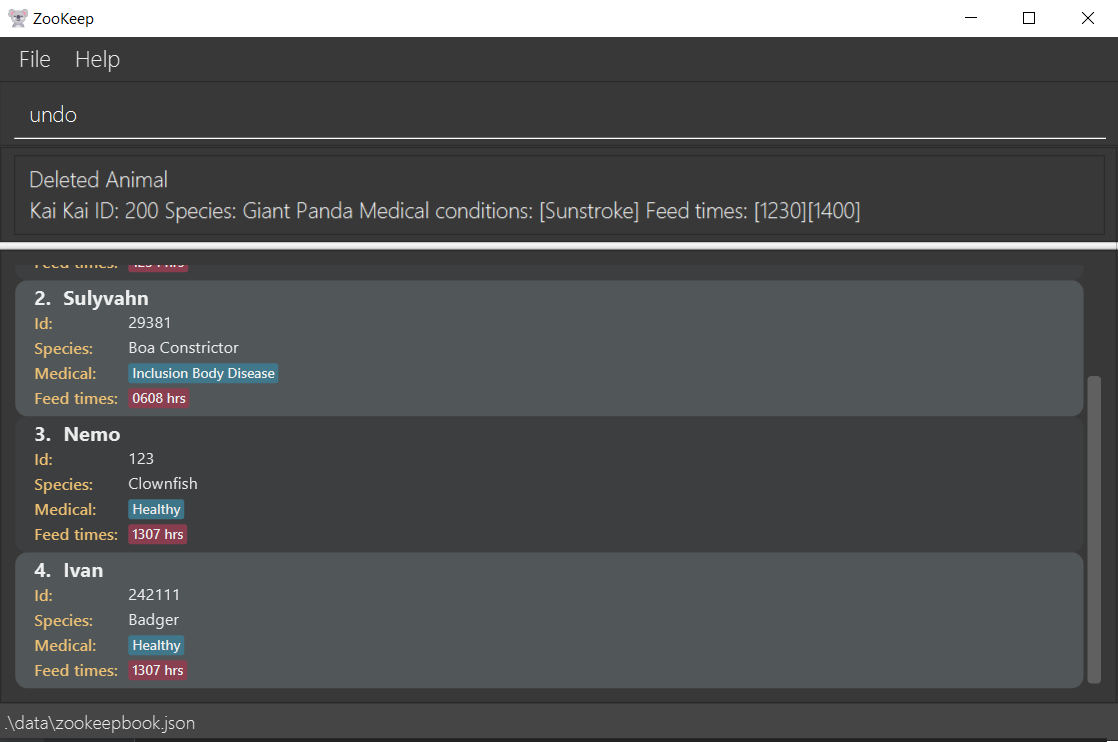 ZooKeep
File Help
undo
Deleted Animal
Kai Kai ID: 200 Species: Giant Panda Medical conditions: [Sunstroke] Feed times: [1230][1400]
Feed times:
2. Sulyvahn
Id: 29381
Species: Boa Constrictor
Medical: Inclusion Body Disease
Feed times: 0608 hrs
3. Nemo
Id: 123
Species: Clownfish
Medical: Healthy
Feed times: 1307 hrs
4. Ivan
Id: 242111
Species: Badger
Medical: Healthy
Feed times: 1307 hrs
.\data\zookeepbook.json